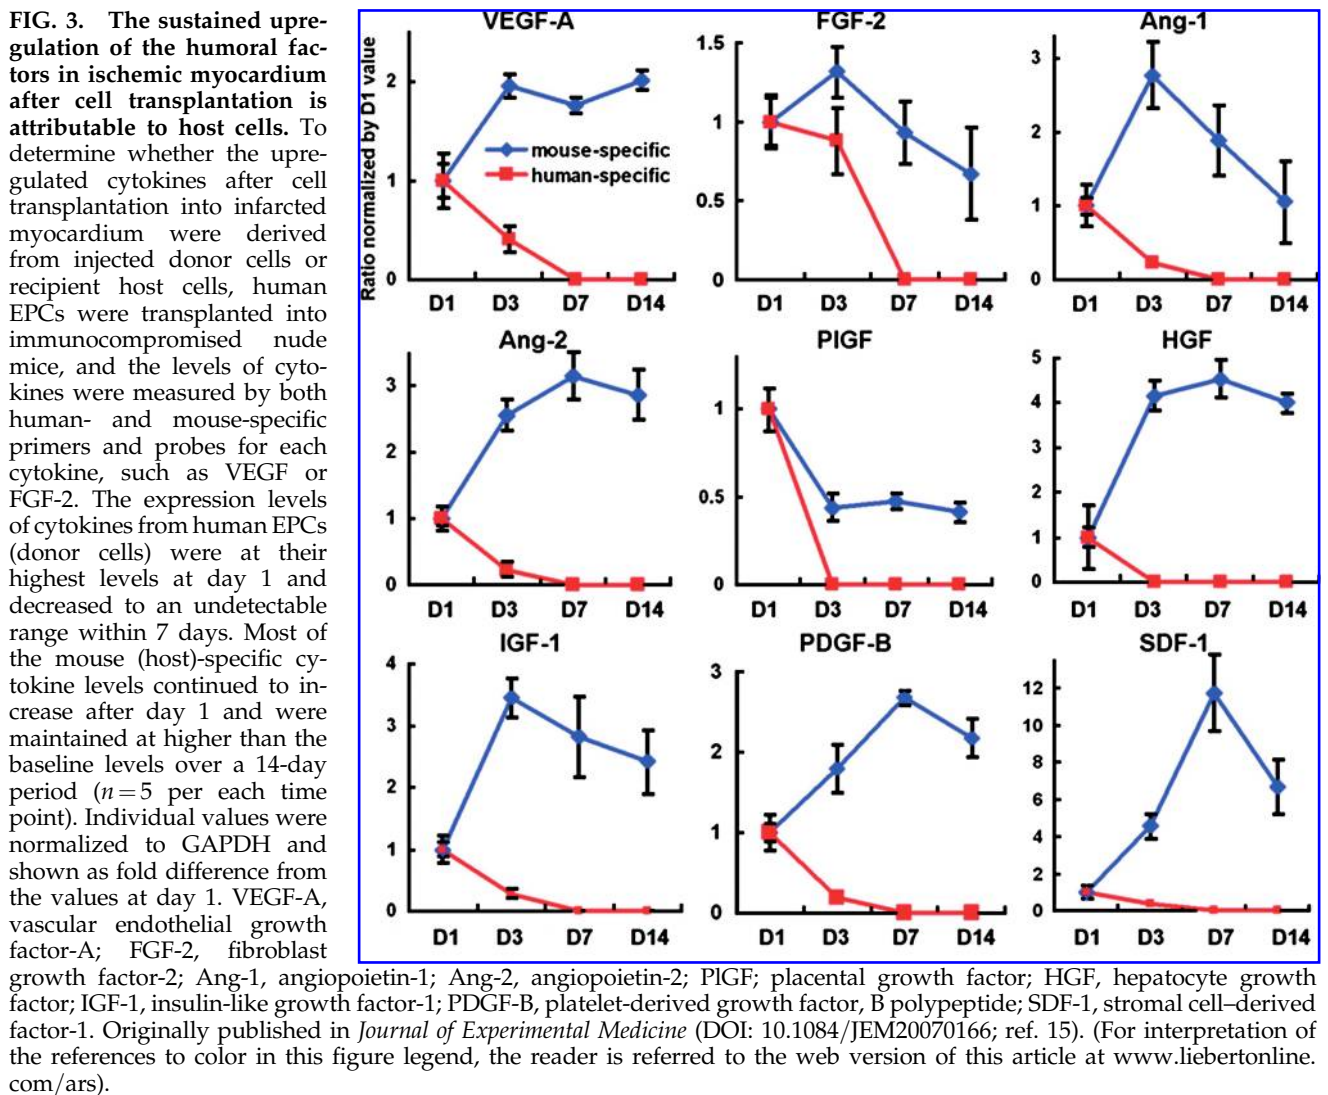 FIG. 3. The sustained upre-
gulation of the humoral fac-
tors in ischemic myocardium
after cell transplantation is
attributable to host cells. To
determine whether the upre-
gulated cytokines after cell
transplantation into infarcted
myocardium were derived
from injected donor cells or
recipient host cells, human
EPCs were transplanted into
immunocompromised nude
mice, and the levels of cyto-
kines were measured by both
human- and mouse-specific
primers and probes for each
cytokine, such as VEGF or
FGF-2. The expression levels
of cytokines from human EPCs
(donor cells) were at their
highest levels at day 1 and
decreased to an undetectable
range within 7 days. Most of
the mouse (host)-specific cy-
tokine levels continued to in-
crease after day 1 and were
maintained at higher than the
baseline levels over a 14-day
period (n = 5 per each time
point). Individual values were
normalized to GAPDH and
shown as fold difference from
the values at day 1. VEGF-A,
vascular endothelial growth
factor-A; FGF-2, fibroblast
growth factor-2; Ang-1, angiopoietin-1; Ang-2, angiopoietin-2; PlGF; placental growth factor; HGF, hepatocyte growth
factor; IGF-1, insulin-like growth factor-1; PDGF-B, platelet-derived growth factor, B polypeptide; SDF-1, stromal cell–derived
factor-1. Originally published in Journal of Experimental Medicine (DOI: 10.1084/JEM20070166; ref. 15). (For interpretation of
the references to color in this figure legend, the reader is referred to the web version of this article at www.liebertonline.
com/ars).
VEGF-A
Ratio normalized by D1 value
2
1
0
mouse-specific
human-specific
D1 D3 D7 D14
FGF-2
1.5
1
0.5
0
D1 D3 D7 D14
Ang-1
3
2
1
0
D1 D3 D7 D14
Ang-2
3
2
1
0
D1 D3 D7 D14
PlGF
1
0.5
0
D1 D3 D7 D14
HGF
5
4
3
2
1
0
D1 D3 D7 D14
IGF-1
4
3
2
1
0
D1 D3 D7 D14
PDGF-B
3
2
1
0
D1 D3 D7 D14
SDF-1
12
10
8
6
4
2
0
D1 D3 D7 D14